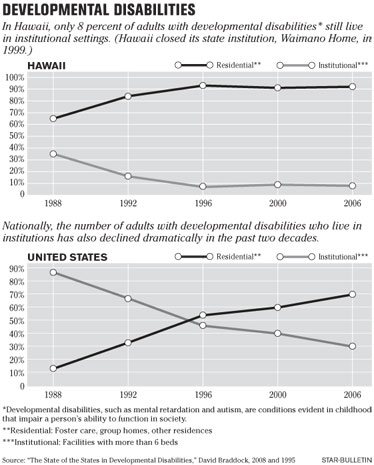 DEVELOPMENTAL DISABILITIES
In Hawaii, only 8 percent of adults with developmental disabilities* still live
in institutional settings. (Hawaii closed its state institution, Waimano Home, in
1999.)
HAWAII
Residential** Institutional***
100%
90%
80%
70%
60%
50%
40%
30%
20%
10%
0
1988 1992 1996 2000 2006
Nationally, the number of adults with developmental disabilities who live in
institutions has also declined dramatically in the past two decades.
UNITED STATES
Residential** Institutional***
90%
80%
70%
60%
50%
40%
30%
20%
10%
0
1988 1992 1996 2000 2006
*Developmental disabilities, such as mental retardation and autism, are conditions evident in childhood
that impair a person's ability to function in society.
**Residential: Foster care, group homes, other residences
***Institutional: Facilities with more than 6 beds
Source: "The State of the States in Developmental Disabilities," David Braddock, 2008 and 1995 STAR-BULLETIN